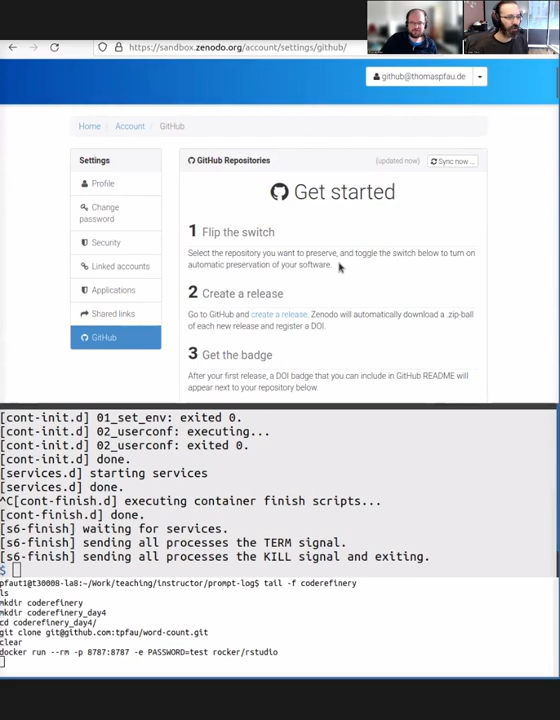 https://sandbox.zenodo.org/account/settings/github/
github@thomaspfau.de
Home / Account / GitHub
Settings
Profile
Change
password
Security
Linked accounts
Applications
Shared links
GitHub
GitHub Repositories
(updated now)
Sync now ...
Get started
1 Flip the switch
Select the repository you want to preserve, and toggle the switch below to turn on
automatic preservation of your software.
2 Create a release
Go to GitHub and create a release. Zenodo will automatically download a .zip-ball
of each new release and register a DOI.
3 Get the badge
After your first release, a DOI badge that you can include in GitHub README will
appear next to your repository below.
[cont-init.d] 01_set_env: exited 0.
[cont-init.d] 02_userconf: executing...
[cont-init.d] 02_userconf: exited 0.
[cont-init.d] done.
[services.d] starting services
[services.d] done.
^C[cont-finish.d] executing container finish scripts...
[cont-finish.d] done.
[s6-finish] waiting for services.
[s6-finish] sending all processes the TERM signal.
[s6-finish] sending all processes the KILL signal and exiting.
$
pfaut1@t30008-la8:~/Work/teaching/instructor/prompt-log$ tail -f coderefinery
ls
mkdir coderefinery
mkdir coderefinery_day4
cd coderefinery_day4/
git clone git@github.com:tpfau/word-count.git
clear
docker run --rm -p 8787:8787 -e PASSWORD=test rocker/rstudio